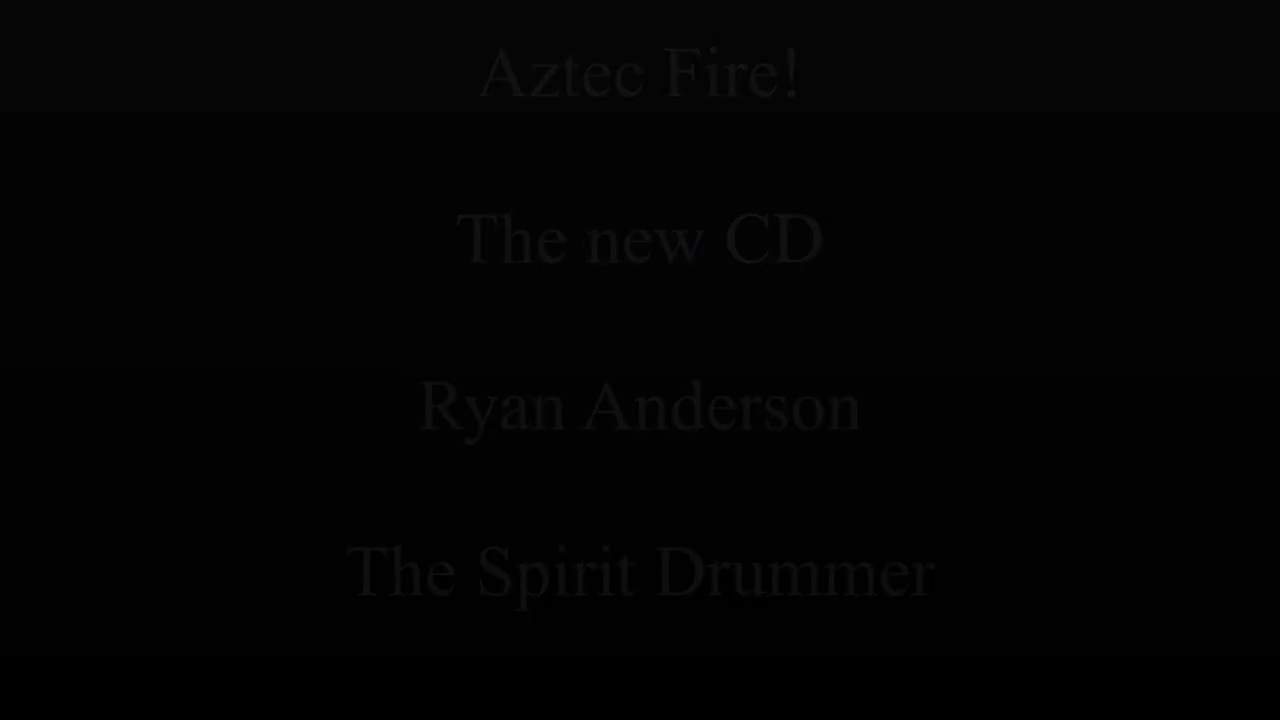 Aztec Fire!
The new CD
Ryan Anderson
The Spirit Drummer